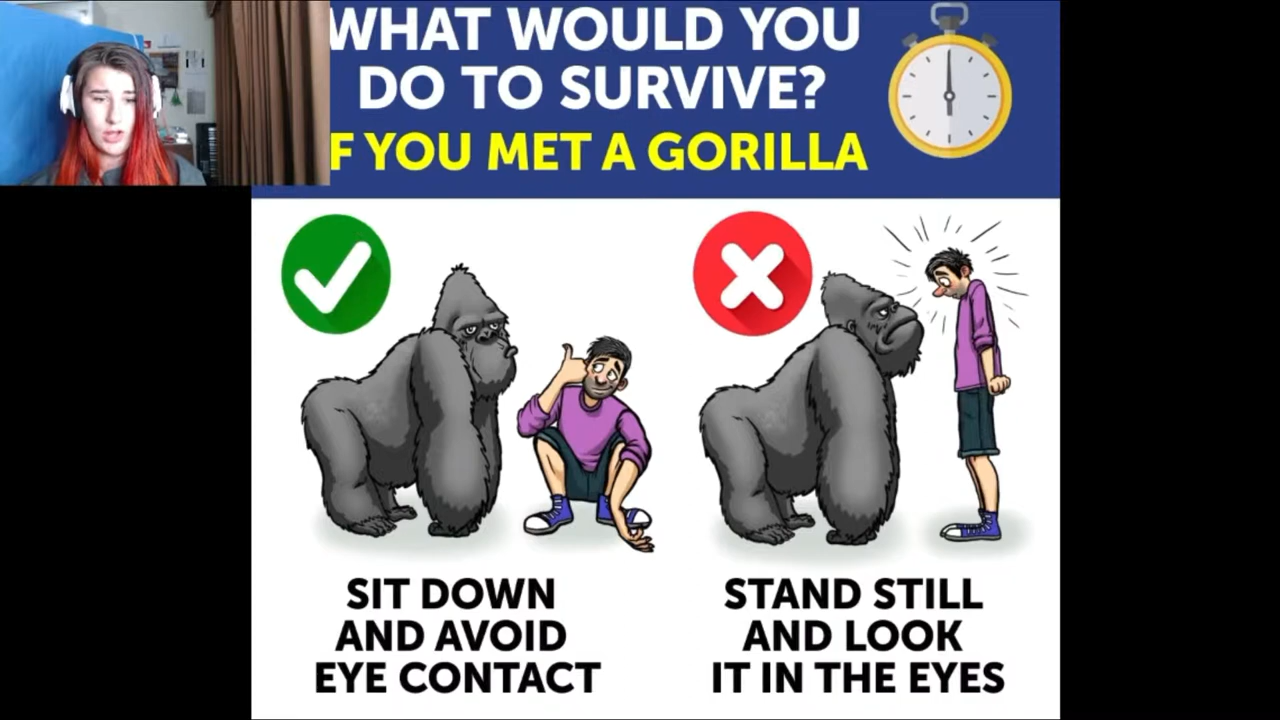 WHAT WOULD YOU
DO TO SURVIVE?
F YOU MET A GORILLA
SIT DOWN
AND AVOID
EYE CONTACT
STAND STILL
AND LOOK
IT IN THE EYES